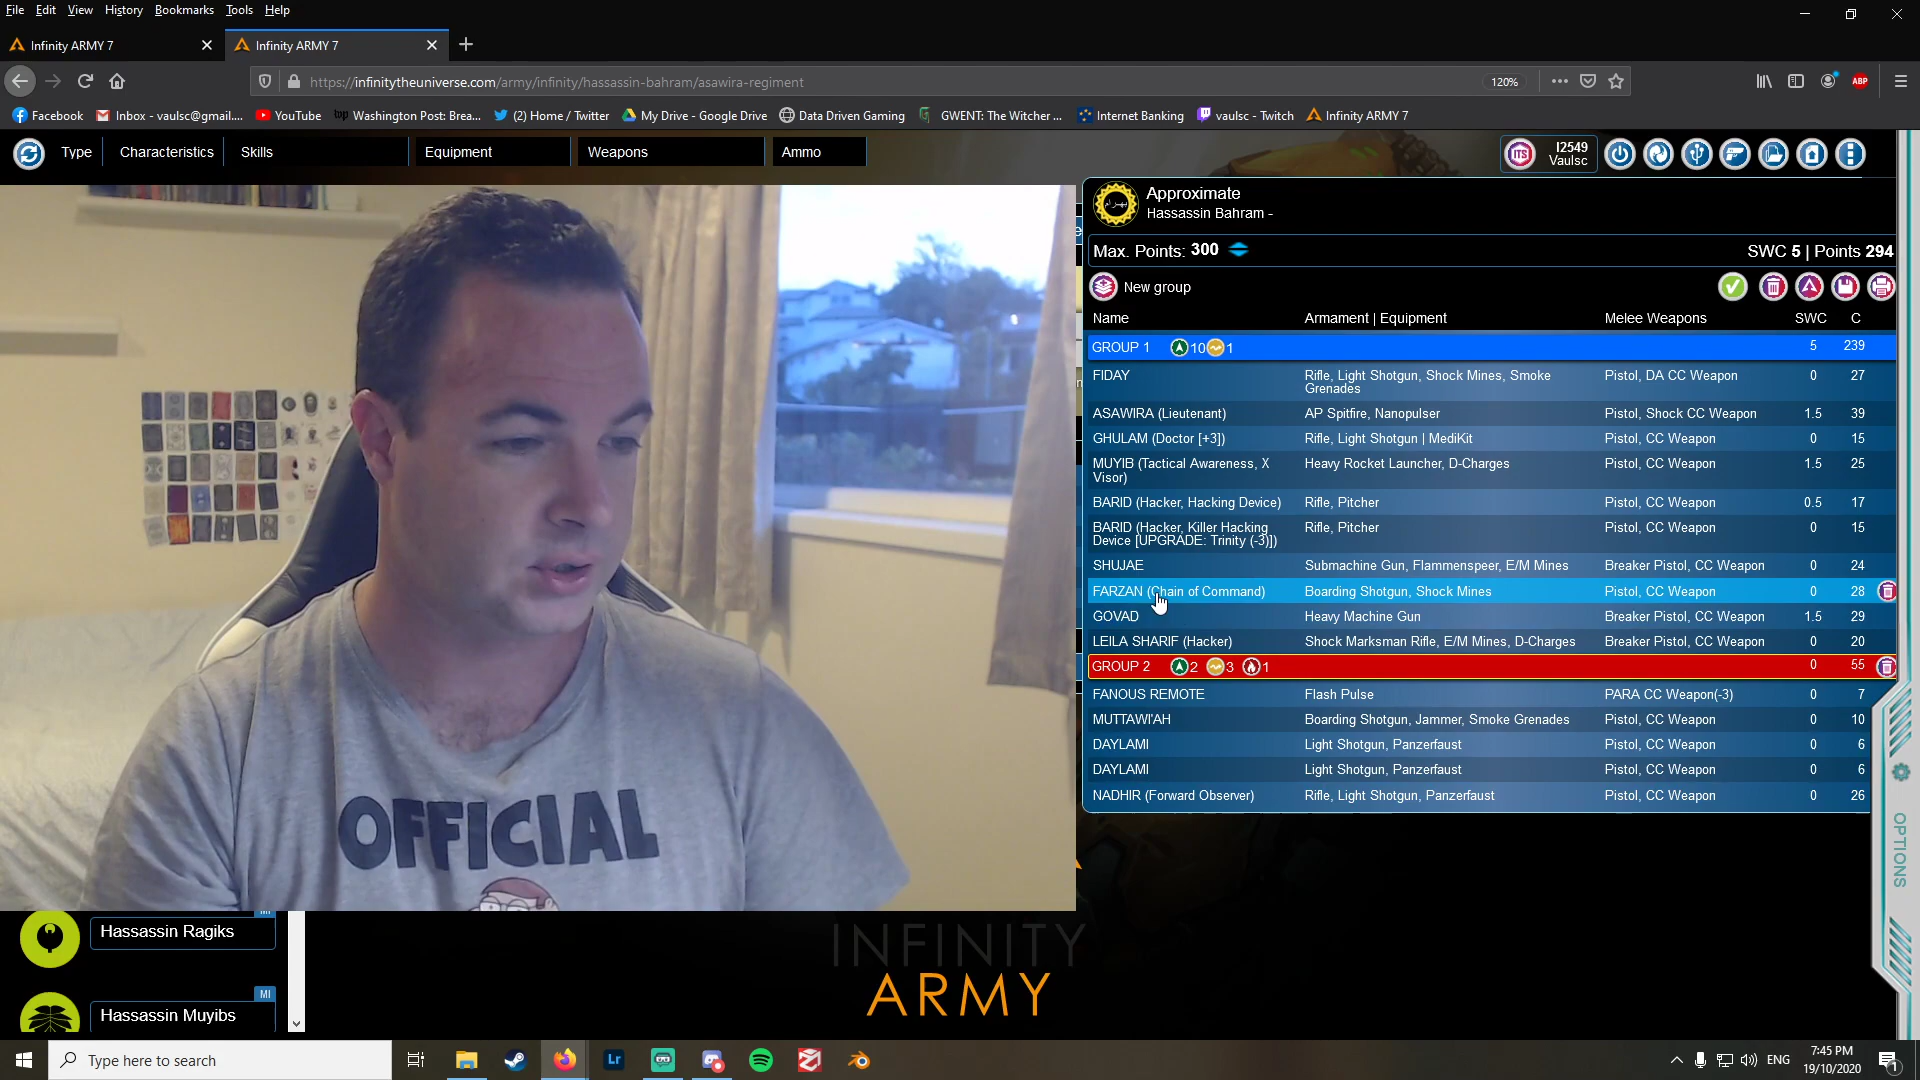 File Edit View History Bookmarks Tools Help
Infinity ARMY 7
Infinity ARMY 7
https://infinitytheuniverse.com/army/infinity/hassassin-bahram/asawira-regiment
120%
ABP
Facebook
Inbox - vaulsc@gmail....
YouTube
wp Washington Post: Brea...
(2) Home / Twitter
My Drive - Google Drive
Data Driven Gaming
GWENT: The Witcher ...
Internet Banking
vaulsc - Twitch
Infinity ARMY 7
Type Characteristics Skills Equipment Weapons Ammo
ITS
I2549
Vaulsc
Approximate
Hassassin Bahram -
Max. Points: 300
SWC 5 | Points 294
New group
Name Armament | Equipment Melee Weapons SWC C
GROUP 1 10 1 5 239
FIDAY Rifle, Light Shotgun, Shock Mines, Smoke Grenades Pistol, DA CC Weapon 0 27
ASAWIRA (Lieutenant) AP Spitfire, Nanopulser Pistol, Shock CC Weapon 1.5 39
GHULAM (Doctor [+3]) Rifle, Light Shotgun | MediKit Pistol, CC Weapon 0 15
MUYIB (Tactical Awareness, X Visor) Heavy Rocket Launcher, D-Charges Pistol, CC Weapon 1.5 25
BARID (Hacker, Hacking Device) Rifle, Pitcher Pistol, CC Weapon 0.5 17
BARID (Hacker, Killer Hacking Device [UPGRADE: Trinity (-3)]) Rifle, Pitcher Pistol, CC Weapon 0 15
SHUJAE Submachine Gun, Flammenspeer, E/M Mines Breaker Pistol, CC Weapon 0 24
FARZAN (Chain of Command) Boarding Shotgun, Shock Mines Pistol, CC Weapon 0 28
GOVAD Heavy Machine Gun Breaker Pistol, CC Weapon 1.5 29
LEILA SHARIF (Hacker) Shock Marksman Rifle, E/M Mines, D-Charges Breaker Pistol, CC Weapon 0 20
GROUP 2 2 3 1 0 55
FANOUS REMOTE Flash Pulse PARA CC Weapon(-3) 0 7
MUTTAWI'AH Boarding Shotgun, Jammer, Smoke Grenades Pistol, CC Weapon 0 10
DAYLAMI Light Shotgun, Panzerfaust Pistol, CC Weapon 0 6
DAYLAMI Light Shotgun, Panzerfaust Pistol, CC Weapon 0 6
NADHIR (Forward Observer) Rifle, Light Shotgun, Panzerfaust Pistol, CC Weapon 0 26
OPTIONS
OFFICIAL
Hassassin Ragiks
MI
Hassassin Muyibs
INFINITY
ARMY
Type here to search
Lr
ENG
7:45 PM
19/10/2020
1